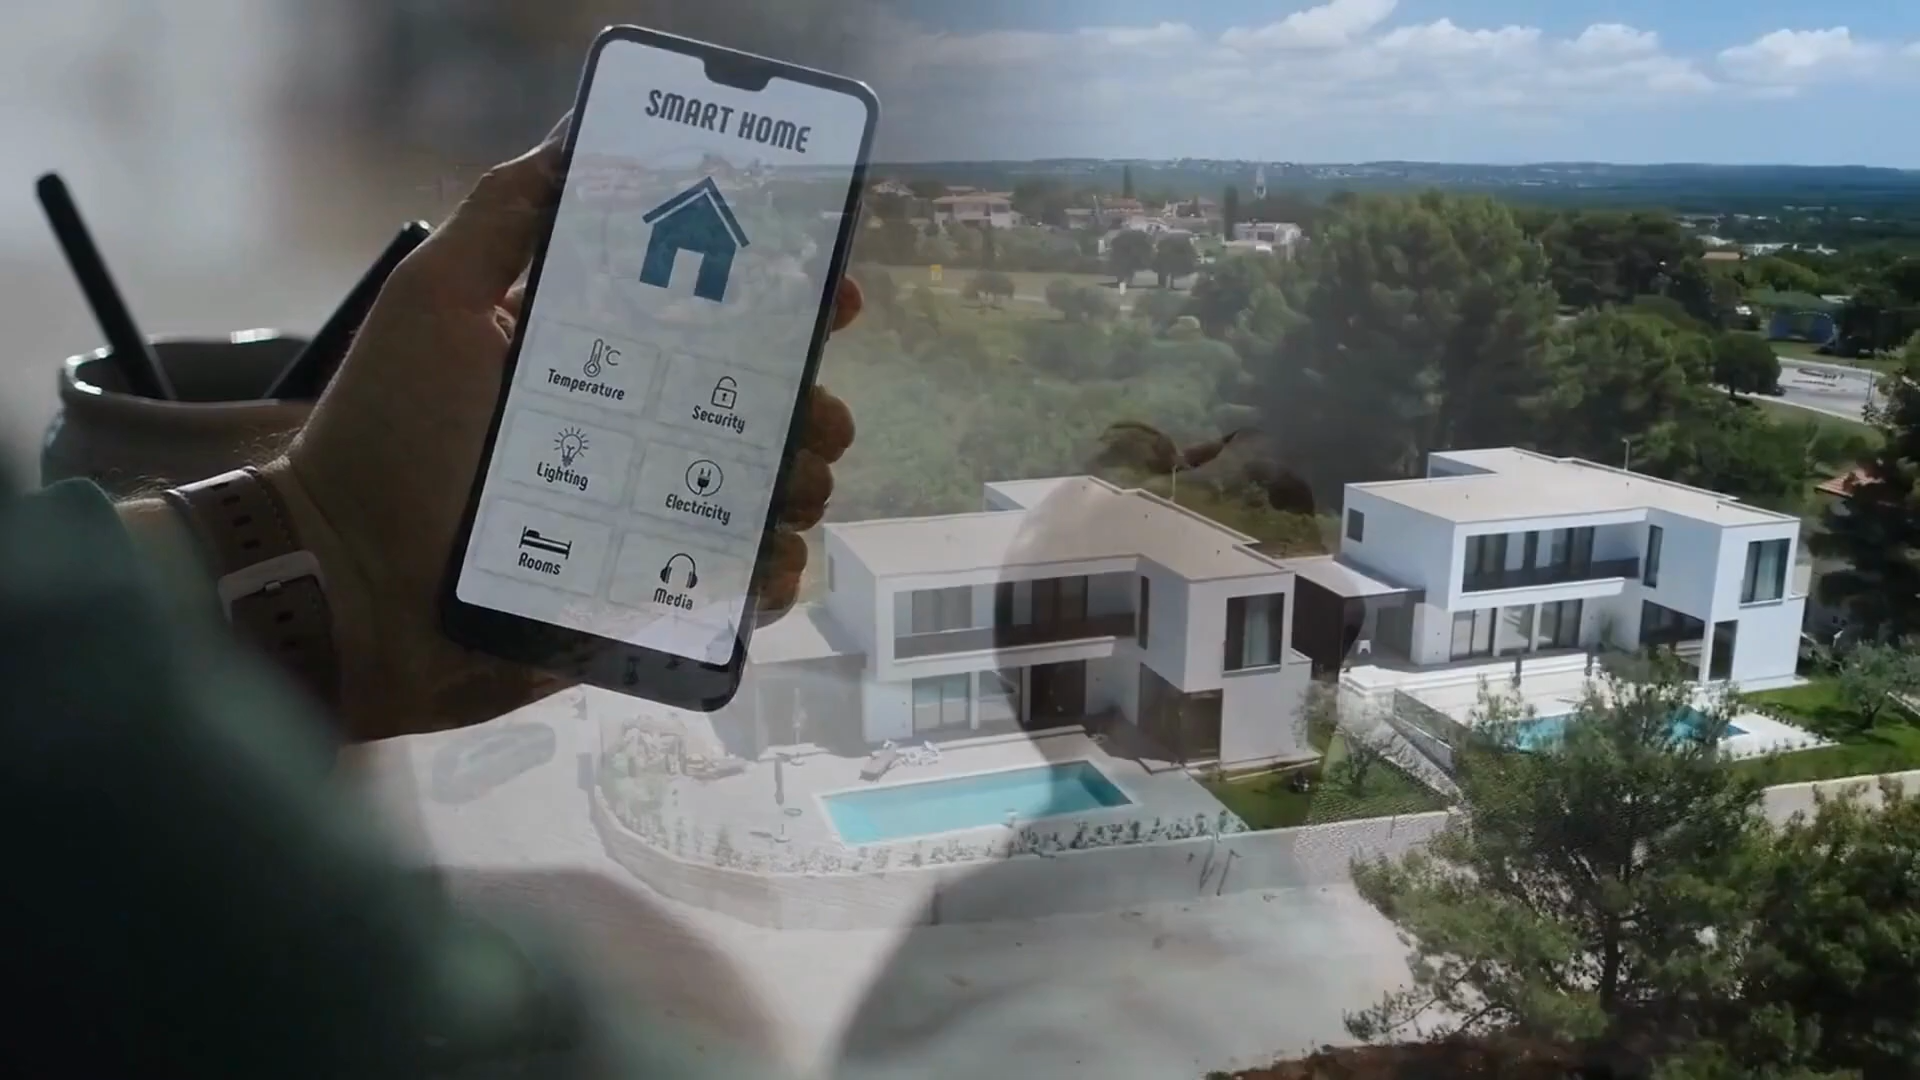 SMART HOME
°C
Temperature
Security
Lighting
Electricity
Rooms
Media